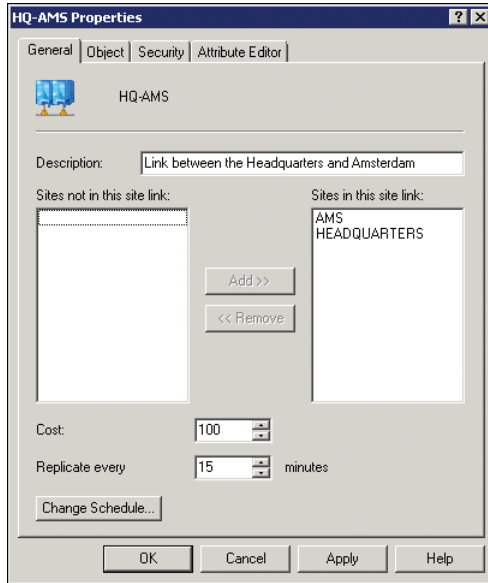 HQ-AMS Properties
General Object Security Attribute Editor
HQ-AMS
Description: Link between the Headquarters and Amsterdam
Sites not in this site link: Sites in this site link:
AMS
HEADQUARTERS
Add >>
<< Remove
Cost: 100
Replicate every 15 minutes
Change Schedule...
OK Cancel Apply Help